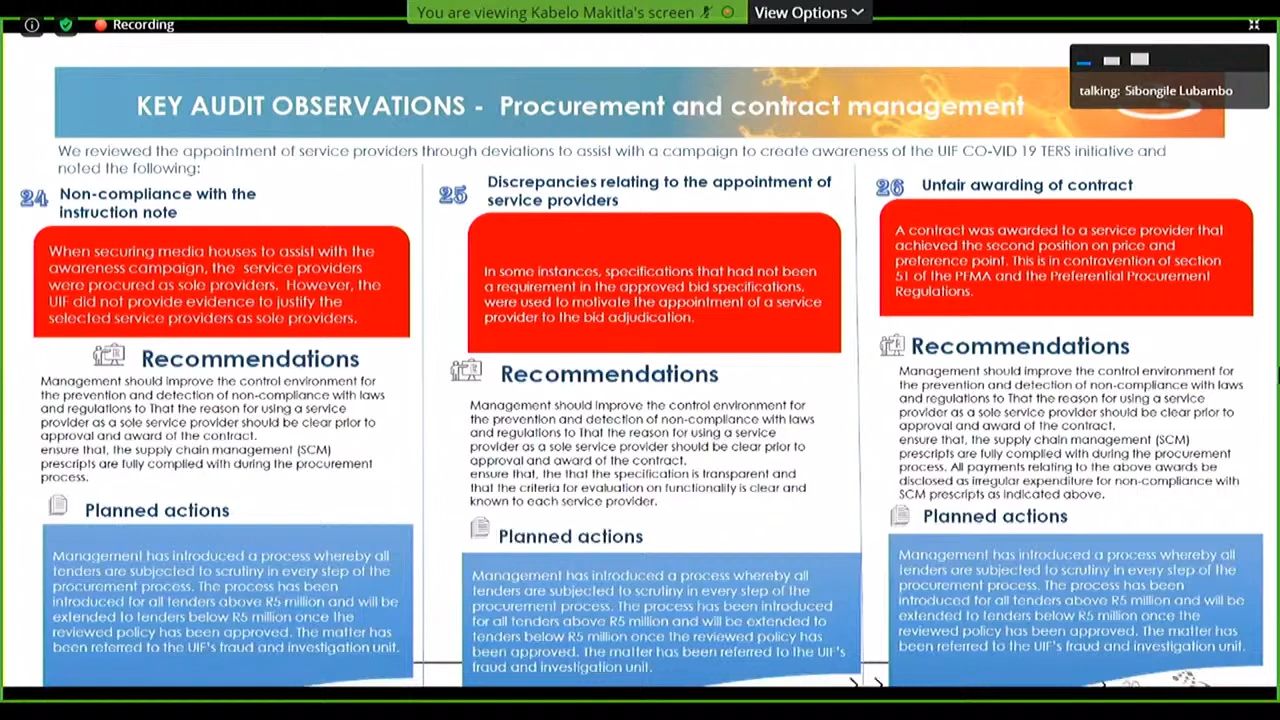 You are viewing Kabelo Makitla's screen
View Options
Recording
talking: Sibongile Lubambo
KEY AUDIT OBSERVATIONS - Procurement and contract management
We reviewed the appointment of service providers through deviations to assist with a campaign to create awareness of the UIF CO-VID 19 TERS initiative and
noted the following:
24
Non-compliance with the
instruction note
When securing media houses to assist with the
awareness campaign, the service providers
were procured as sole providers. However, the
UIF did not provide evidence to justify the
selected service providers as sole providers.
Recommendations
Management should improve the control environment for
the prevention and detection of non-compliance with laws
and regulations to That the reason for using a service
provider as a sole service provider should be clear prior to
approval and award of the contract.
ensure that, the supply chain management (SCM)
prescripts are fully complied with during the procurement
process.
Planned actions
Management has introduced a process whereby all
tenders are subjected to scrutiny in every step of the
procurement process. The process has been
introduced for all tenders above R5 million and will be
extended to tenders below R5 million once the
reviewed policy has been approved. The matter has
been referred to the UIF's fraud and investigation unit.
25
Discrepancies relating to the appointment of
service providers
In some instances, specifications that had not been
a requirement in the approved bid specifications,
were used to motivate the appointment of a service
provider to the bid adjudication.
Recommendations
Management should improve the control environment for
the prevention and detection of non-compliance with laws
and regulations to That the reason for using a service
provider as a sole service provider should be clear prior to
approval and award of the contract.
ensure that, the that the specification is transparent and
that the criteria for evaluation on functionality is clear and
known to each service provider.
Planned actions
Management has introduced a process whereby all
tenders are subjected to scrutiny in every step of the
procurement process. The process has been introduced
for all tenders above R5 million and will be extended to
tenders below R5 million once the reviewed policy has
been approved. The matter has been referred to the UIF's
fraud and investigation unit.
26
Unfair awarding of contract
A contract was awarded to a service provider that
achieved the second position on price and
preference point. This is in contravention of section
51 of the PFMA and the Preferential Procurement
Regulations.
Recommendations
Management should improve the control environment for
the prevention and detection of non-compliance with laws
and regulations to That the reason for using a service
provider as a sole service provider should be clear prior to
approval and award of the contract.
ensure that, the supply chain management (SCM)
prescripts are fully complied with during the procurement
process. All payments relating to the above awards be
disclosed as irregular expenditure for non-compliance with
SCM prescripts as indicated above.
Planned actions
Management has introduced a process whereby all
tenders are subjected to scrutiny in every step of the
procurement process. The process has been
introduced for all tenders above R5 million and will be
extended to tenders below R5 million once the
reviewed policy has been approved. The matter has
been referred to the UIF's fraud and investigation unit.